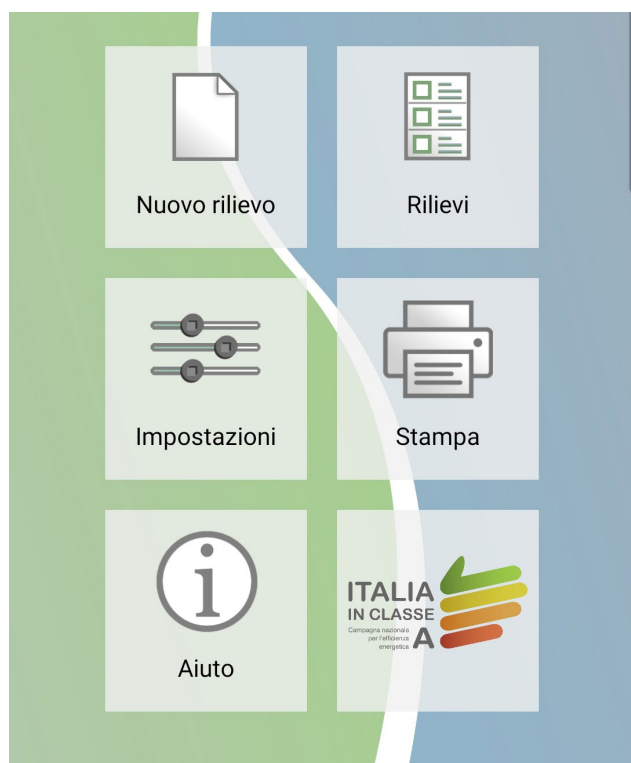 Nuovo rilievo
Rilievi
Impostazioni
Stampa
Aiuto
ITALIA
IN CLASSE
Campagna nazionale
per l'efficienza
energetica
A